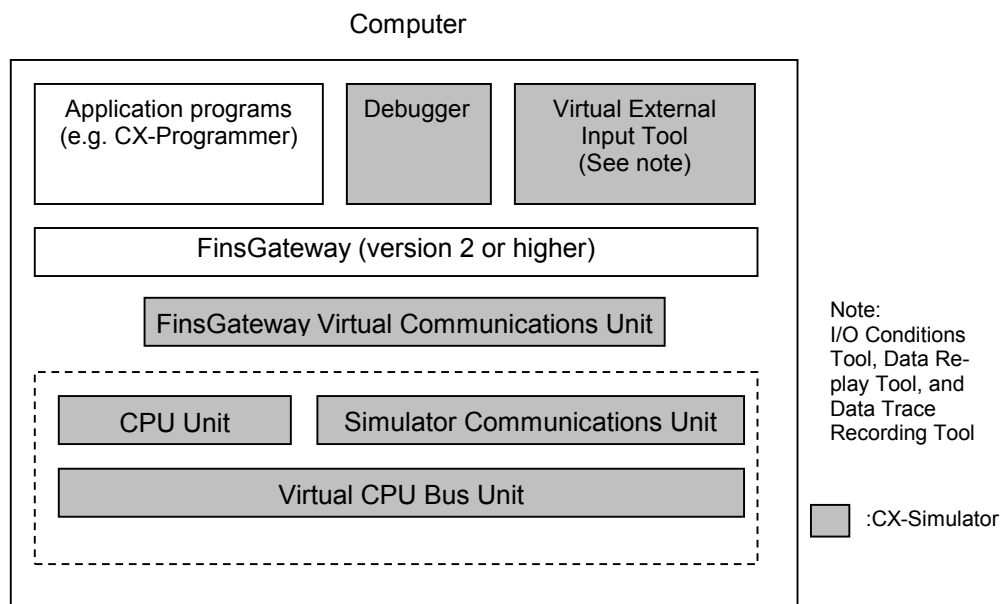 Computer
Application programs
(e.g. CX-Programmer)
Debugger
Virtual External
Input Tool
(See note)
FinsGateway (version 2 or higher)
FinsGateway Virtual Communications Unit
CPU Unit
Simulator Communications Unit
Virtual CPU Bus Unit
Note:
I/O Conditions
Tool, Data Re-
play Tool, and
Data Trace
Recording Tool
:CX-Simulator